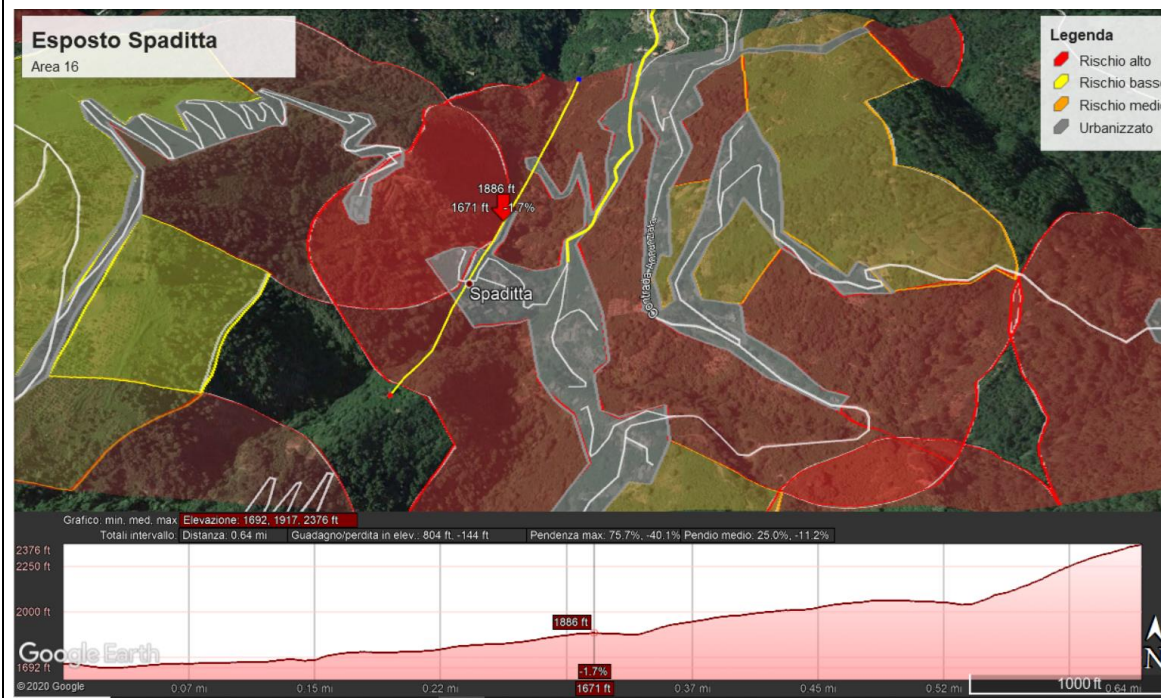 Esposto Spaditta
Area 16
Legenda
Rischio alto
Rischio basso
Rischio medio
Urbanizzato
1886 ft
1671 ft -1.7%
Spaditta
Contrada Annunziata
Grafico: min. med. max Elevazione: 1692, 1917, 2376 ft
Totali intervallo: Distanza: 0.64 mi Guadagno/perdita in elev.: 804 ft, -144 ft Pendenza max: 75.7%, -40.1% Pendio medio: 25.0%, -11.2%
2376 ft
2250 ft
2000 ft
1886 ft
Google Earth
1692 ft
-1.7%
N
© 2020 Google
0.07 mi 0.15 mi 0.22 mi 1671 ft 0.37 mi 0.45 mi 0.52 mi 1000 ft 0.64 mi